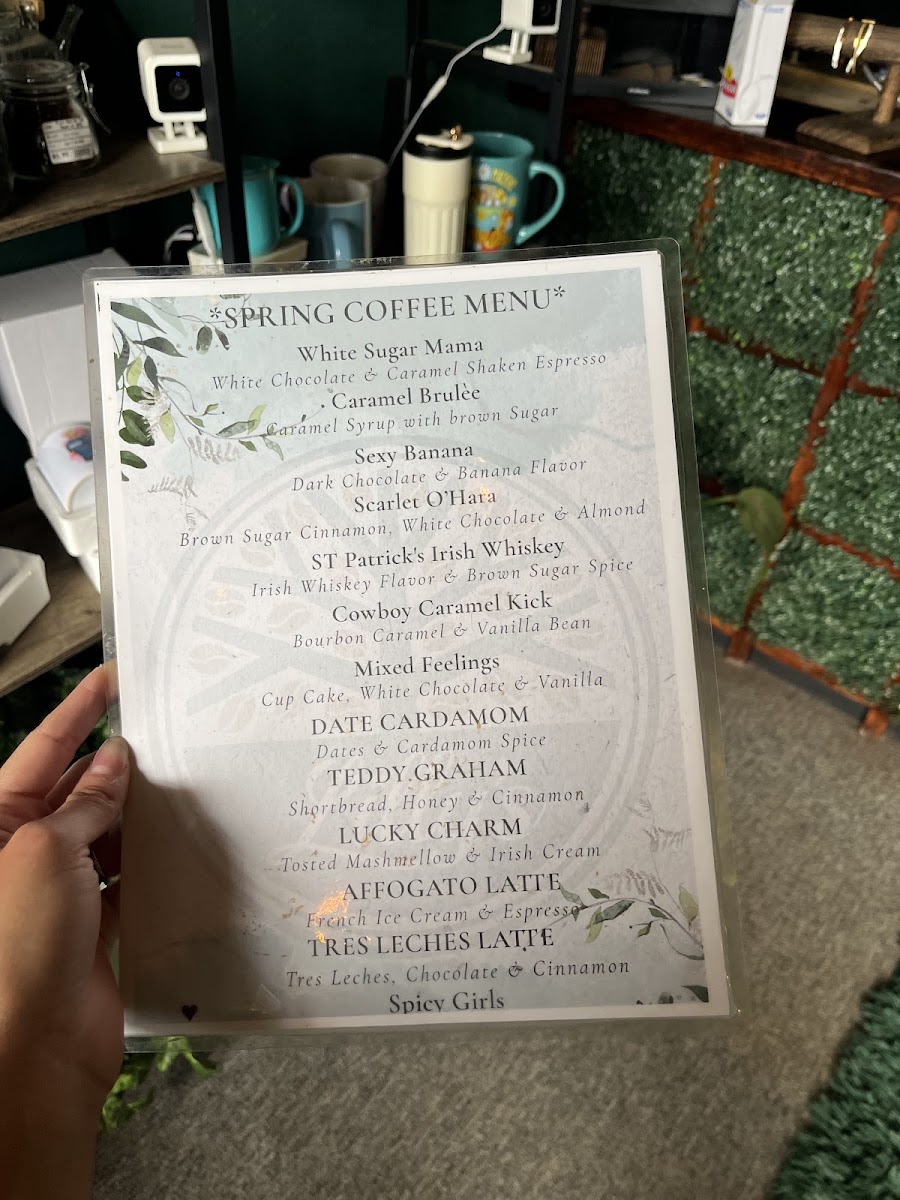 *SPRING COFFEE MENU*
White Sugar Mama
White Chocolate & Caramel Shaken Espresso
Caramel Brulèe
Caramel Syrup with brown Sugar
Sexy Banana
Dark Chocolate & Banana Flavor
Scarlet O'Hara
Brown Sugar Cinnamon, White Chocolate & Almond
ST Patrick's Irish Whiskey
Irish Whiskey Flavor & Brown Sugar Spice
Cowboy Caramel Kick
Bourbon Caramel & Vanilla Bean
Mixed Feelings
Cup Cake, White Chocolate & Vanilla
DATE CARDAMOM
Dates & Cardamom Spice
TEDDY GRAHAM
Shortbread, Honey & Cinnamon
LUCKY CHARM
Tosted Mashmellow & Irish Cream
AFFOGATO LATTE
French Ice Cream & Espresso
TRES LECHES LATTE
Tres Leches, Chocolate & Cinnamon
Spicy Girls